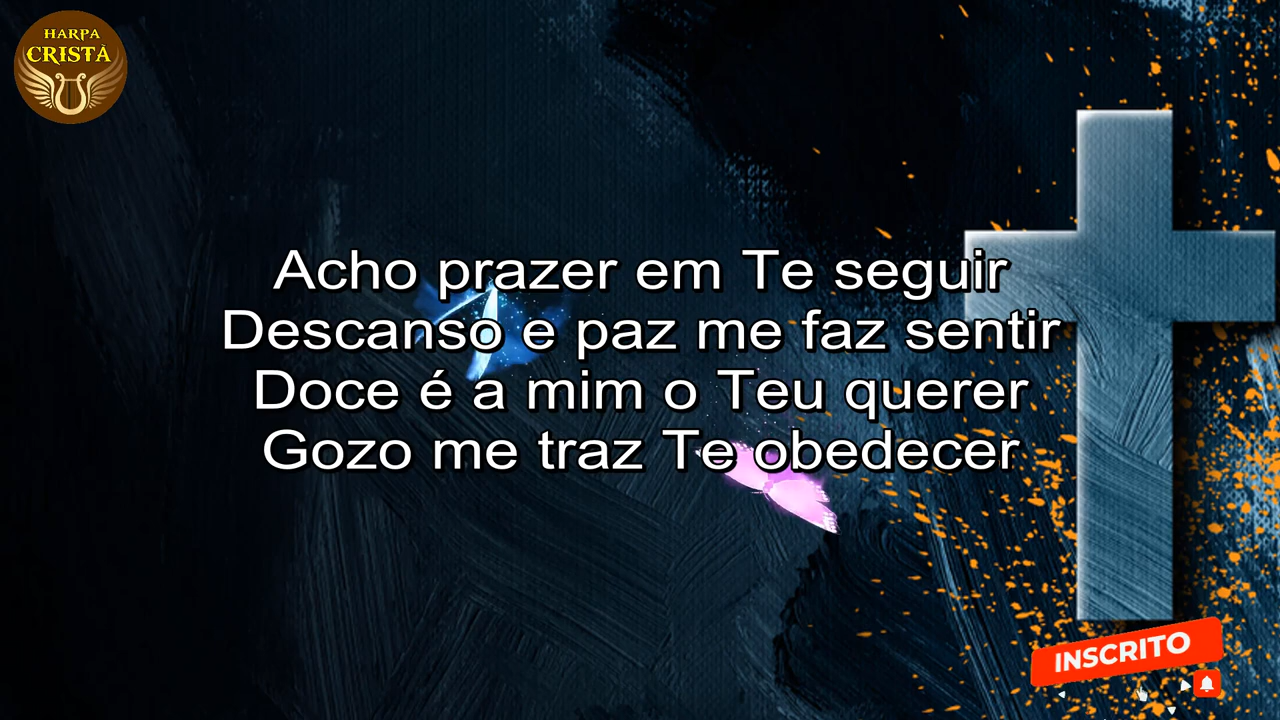 HARPA
CRISTÃ
Acho prazer em Te seguir
Descanso e paz me faz sentir
Doce é a mim o Teu querer
Gozo me traz Te obedecer
INSCRITO